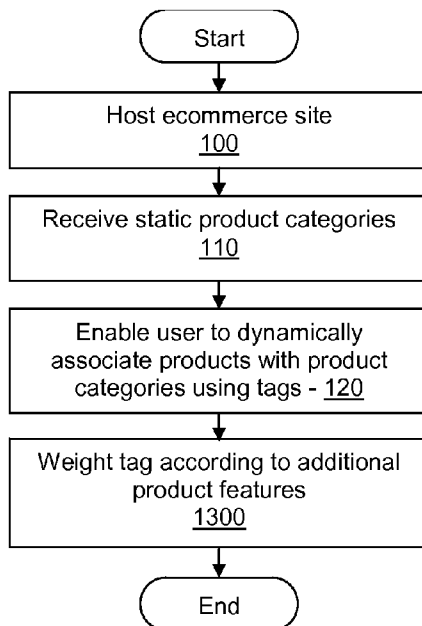 Start
Host ecommerce site
100
Receive static product categories
110
Enable user to dynamically
associate products with product
categories using tags - 120
Weight tag according to additional
product features
1300
End